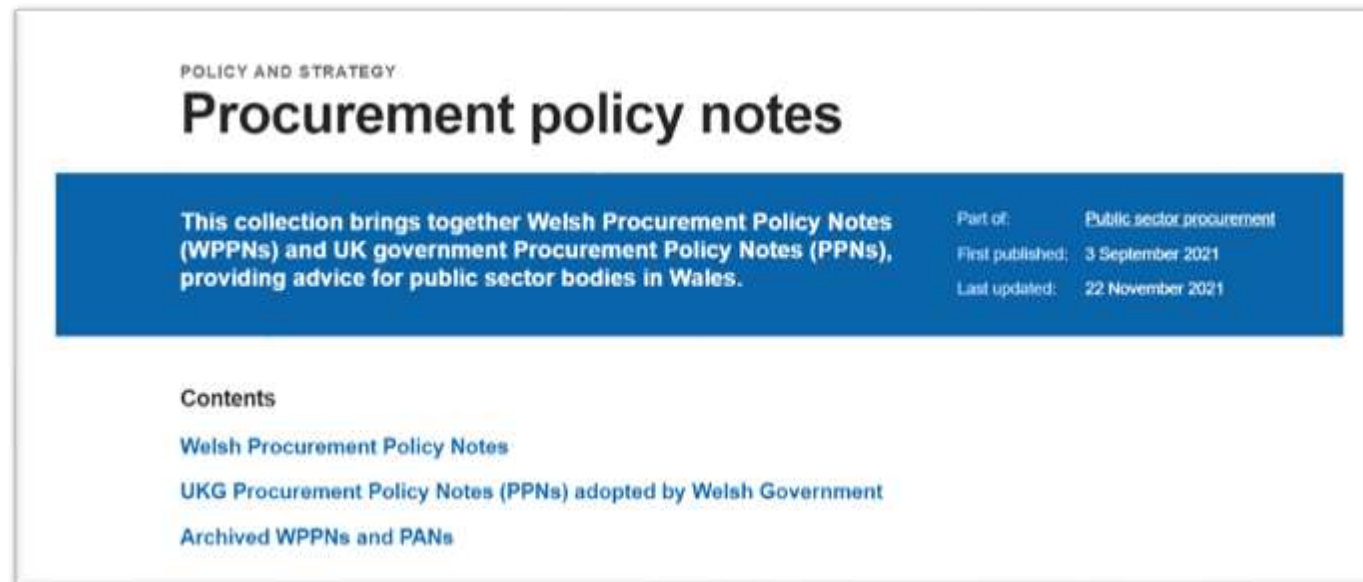 POLICY AND STRATEGY
Procurement policy notes
This collection brings together Welsh Procurement Policy Notes
(WPPNs) and UK government Procurement Policy Notes (PPNs),
providing advice for public sector bodies in Wales.
Part of: Public sector procurement
First published: 3 September 2021
Last updated: 22 November 2021
Contents
Welsh Procurement Policy Notes
UKG Procurement Policy Notes (PPNs) adopted by Welsh Government
Archived WPPNs and PANs